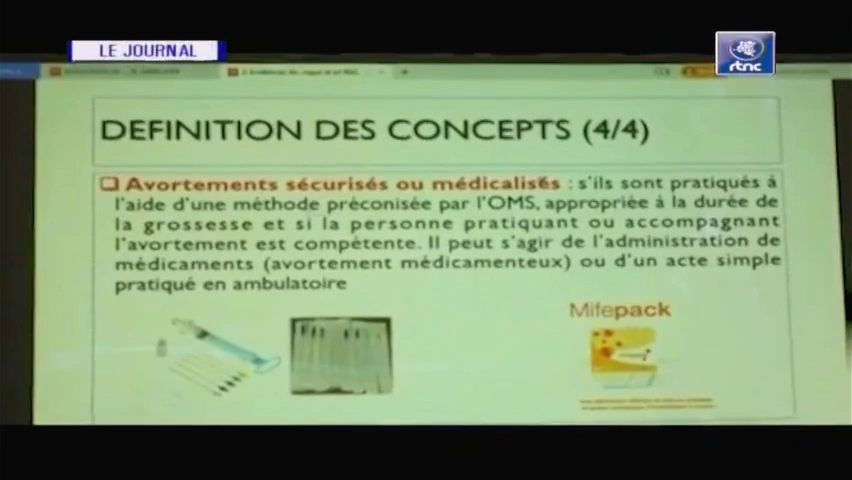 LE JOURNAL
rtnc
DEFINITION DES CONCEPTS (4/4)
Avortements sécurisés ou médicalisés : s'ils sont pratiqués à
l'aide d'une méthode préconisée par l'OMS, appropriée à la durée de
la grossesse et si la personne pratiquant ou accompagnant
l'avortement est compétente. Il peut s'agir de l'administration de
médicaments (avortement médicamenteux) ou d'un acte simple
pratiqué en ambulatoire
Mifepack